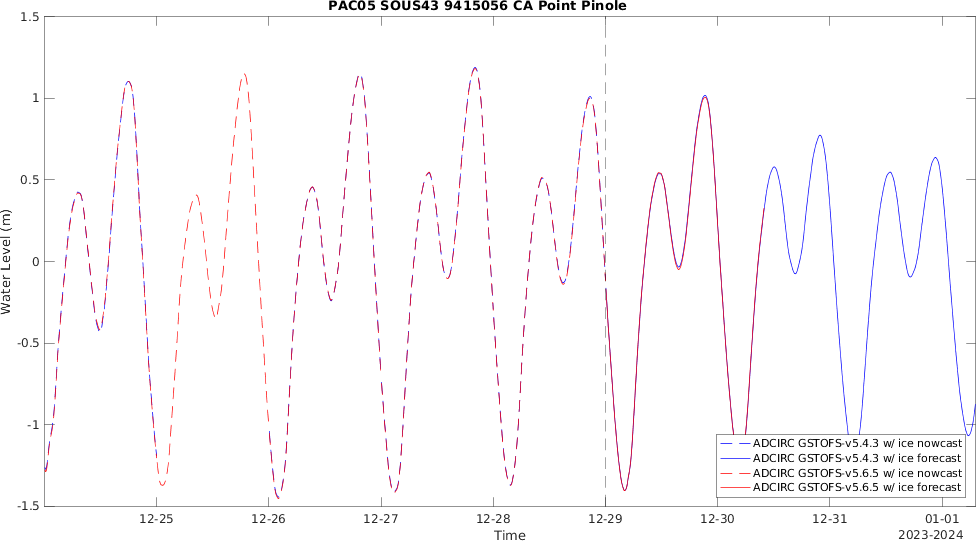 PAC05 SOUS43 9415056 CA Point Pinole
1.5
1
0.5
0
-0.5
-1
-1.5
Water Level (m)
12-25
12-26
12-27
12-28
12-29
12-30
12-31
01-01
Time
2023-2024
ADCIRC GSTOFS-v5.4.3 w/ ice nowcast
ADCIRC GSTOFS-v5.4.3 w/ ice forecast
ADCIRC GSTOFS-v5.6.5 w/ ice nowcast
ADCIRC GSTOFS-v5.6.5 w/ ice forecast